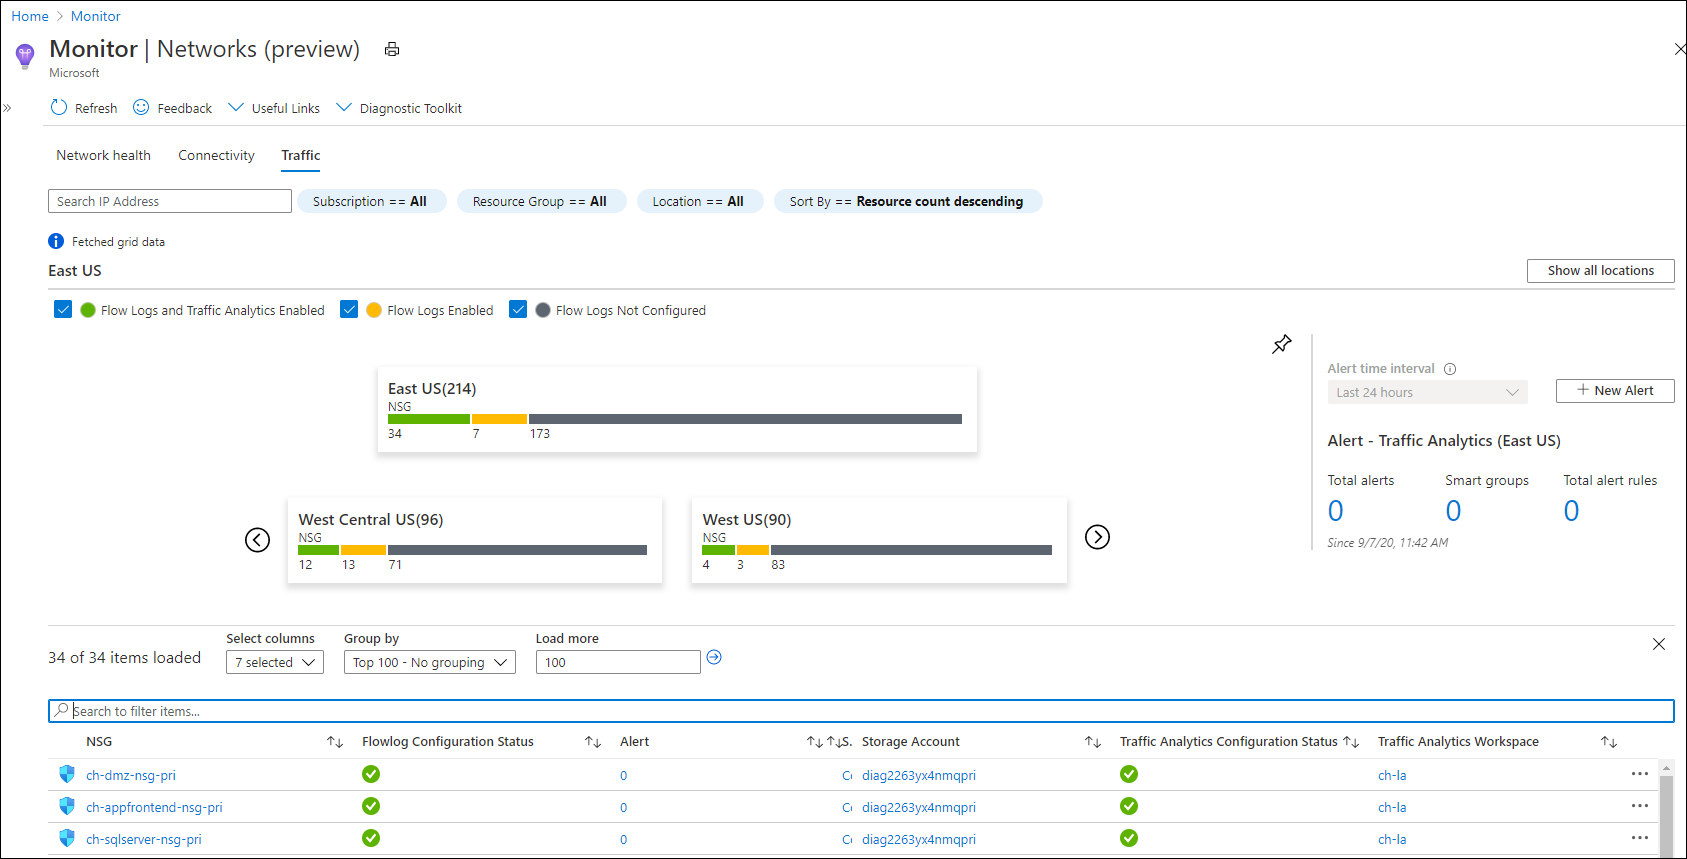 Home > Monitor
Monitor | Networks (preview)
Microsoft
» Refresh Feedback Useful Links Diagnostic Toolkit
Network health Connectivity Traffic
Search IP Address Subscription == All Resource Group == All Location == All Sort By == Resource count descending
Fetched grid data
East US Show all locations
Flow Logs and Traffic Analytics Enabled Flow Logs Enabled Flow Logs Not Configured
East US(214)
NSG
34 7 173
West Central US(96)
NSG
12 13 71
West US(90)
NSG
4 3 83
Alert time interval
Last 24 hours + New Alert
Alert - Traffic Analytics (East US)
Total alerts Smart groups Total alert rules
0 0 0
Since 9/7/20, 11:42 AM
34 of 34 items loaded
Select columns Group by Load more
7 selected Top 100 - No grouping 100
Search to filter items...
NSG Flowlog Configuration Status Alert S. Storage Account Traffic Analytics Configuration Status Traffic Analytics Workspace
ch-dmz-nsg-pri 0 diag2263yx4nmqpri ch-la
ch-appfrontend-nsg-pri 0 diag2263yx4nmqpri ch-la
ch-sqlserver-nsg-pri 0 diag2263yx4nmqpri ch-la